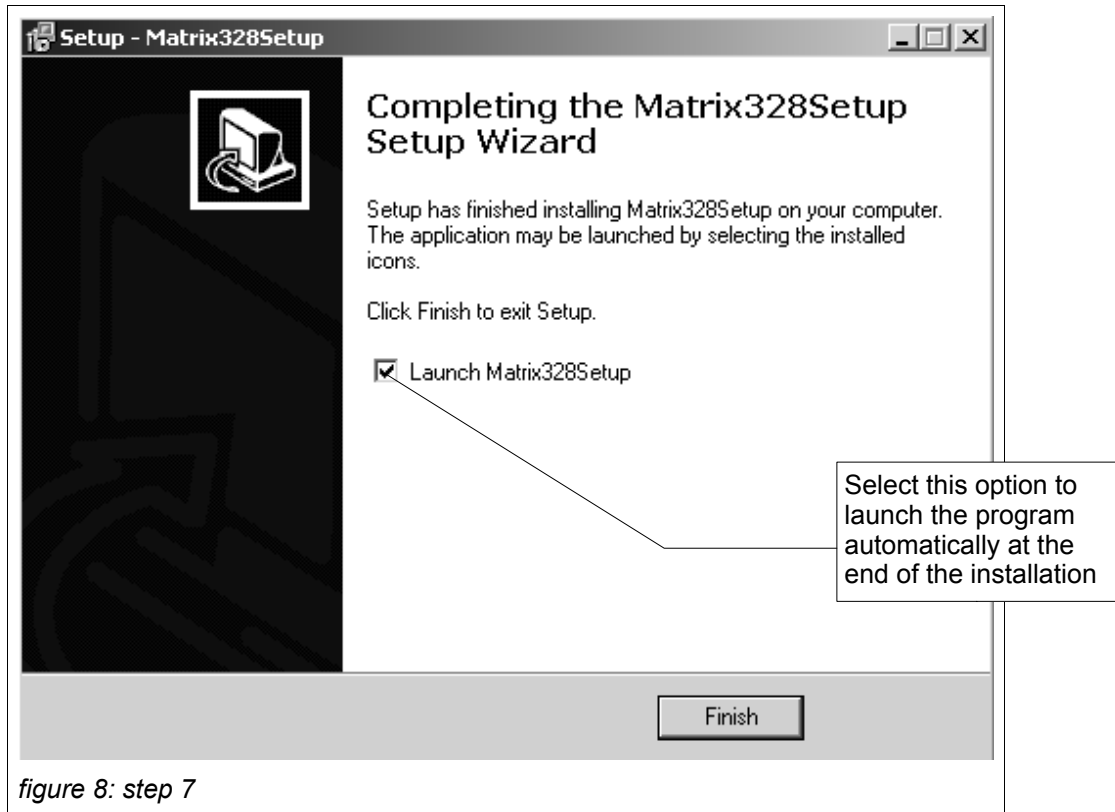 Setup - Matrix328Setup
Completing the Matrix328Setup
Setup Wizard
Setup has finished installing Matrix328Setup on your computer.
The application may be launched by selecting the installed
icons.
Click Finish to exit Setup.
Launch Matrix328Setup
Select this option to
launch the program
automatically at the
end of the installation
Finish
figure 8: step 7